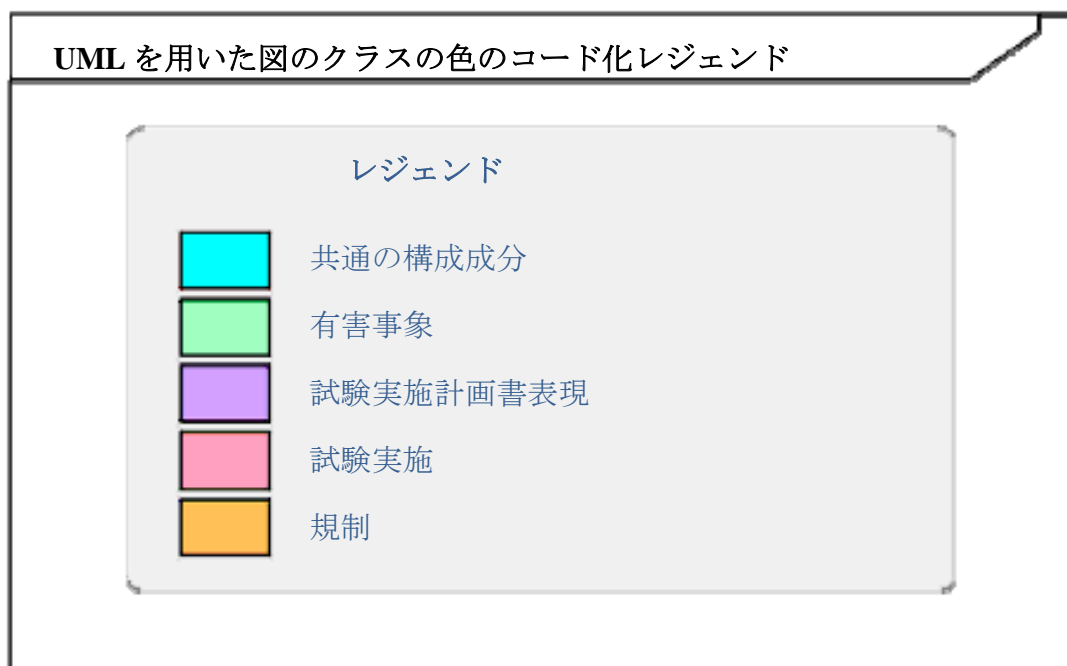 UML を用いた図のクラスの色のコード化レジェンド
レジェンド
共通の構成成分
有害事象
試験実施計画書表現
試験実施
規制